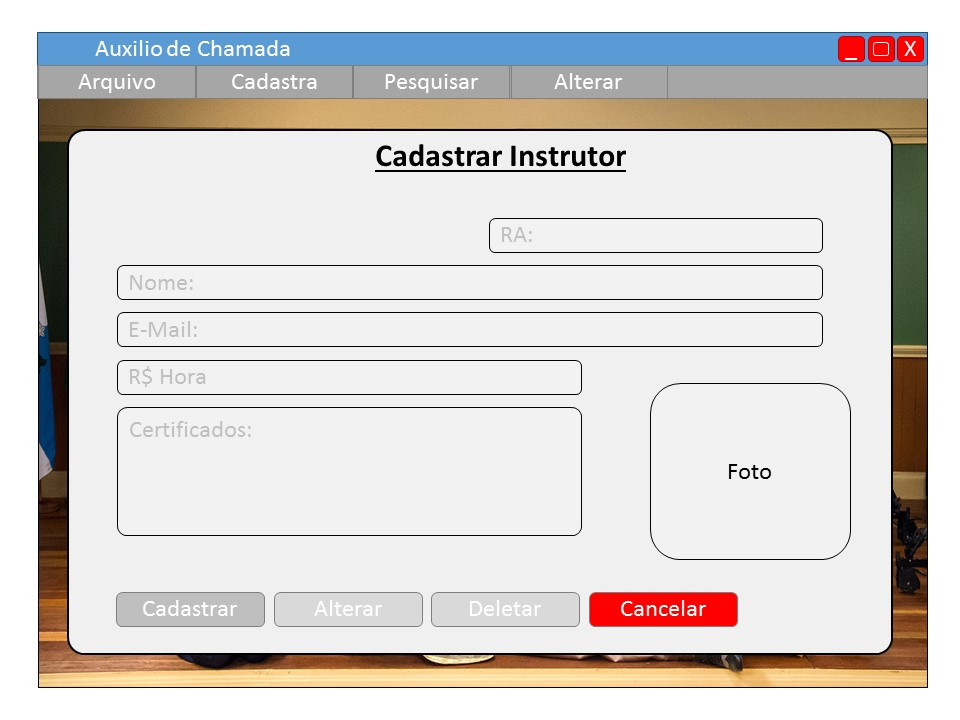 Auxilio de Chamada
_ X
Arquivo Cadastra Pesquisar Alterar
Cadastrar Instrutor
RA:
Nome:
E-Mail:
R$ Hora
Certificados:
Foto
Cadastrar Alterar Deletar Cancelar